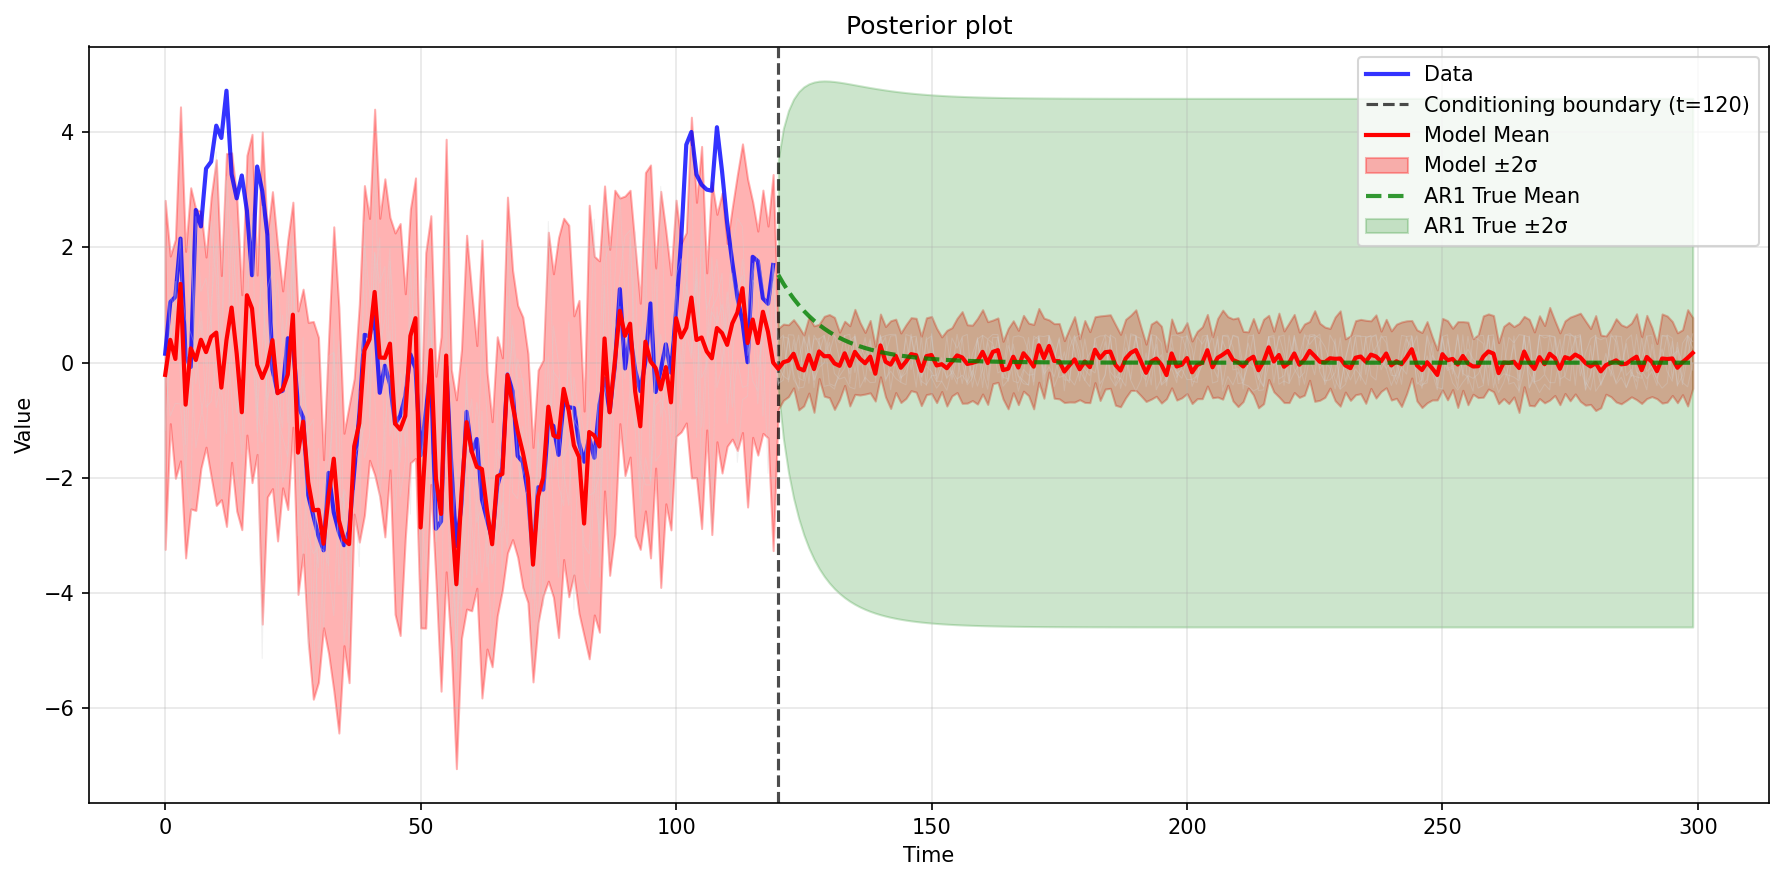 Posterior plot
Data
Conditioning boundary (t=120)
Model Mean
Model ±2σ
AR1 True Mean
AR1 True ±2σ
Value
4
2
0
−2
−4
−6
0
50
100
150
200
250
300
Time